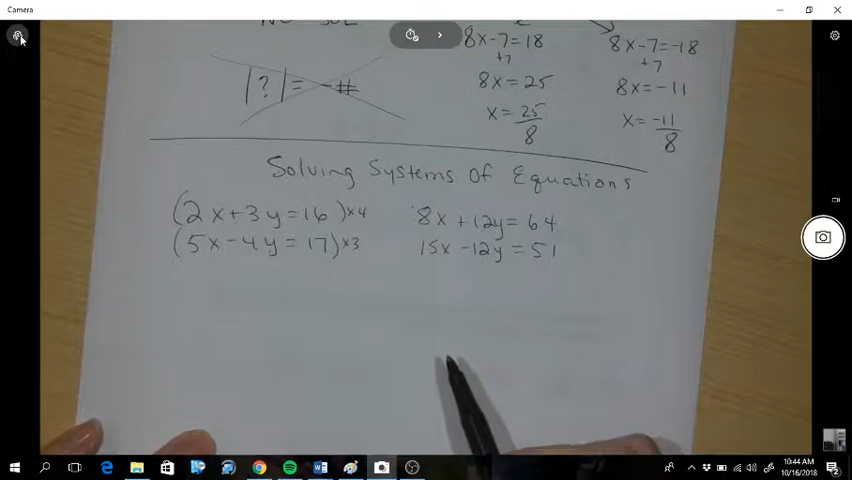 Camera
8x-7=18
8x-7=-18
+7
+7
8x=25
8x=-11
|?|= -#
x=25/8
x=-11/8
Solving Systems Of Equations
(2x+3y=16)x4
8x+12y=64
(5x-4y=17)x3
15x-12y=51
10:44 AM
10/16/2018